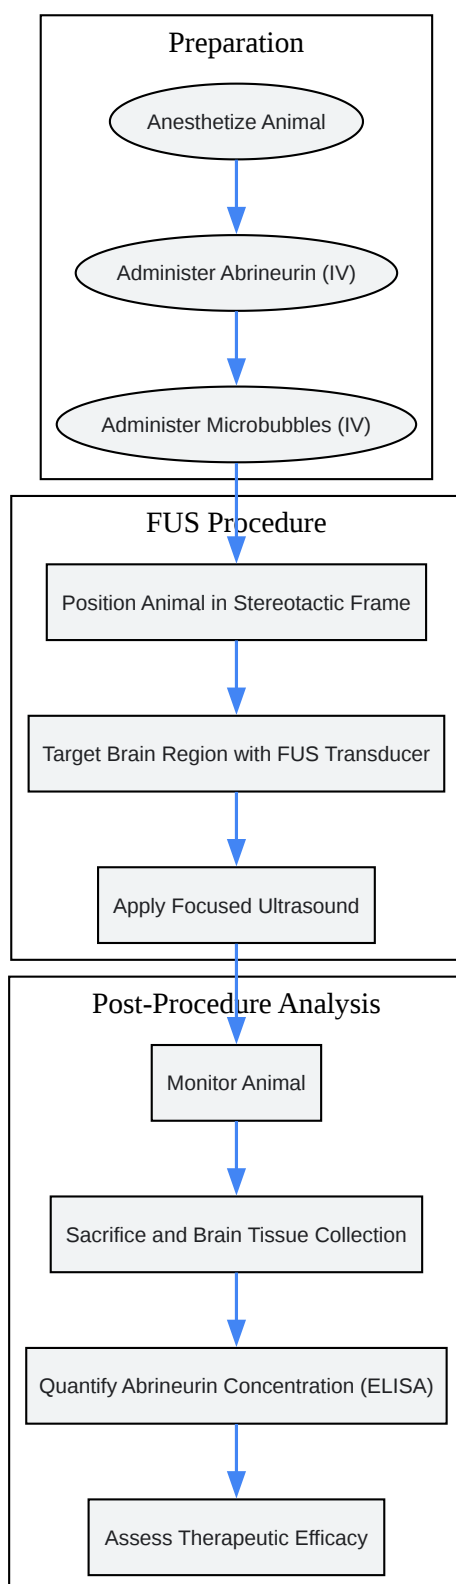 Preparation
Anesthetize Animal
Administer Abrineurin (IV)
Administer Microbubbles (IV)
FUS Procedure
Position Animal in Stereotactic Frame
Target Brain Region with FUS Transducer
Apply Focused Ultrasound
Post-Procedure Analysis
Monitor Animal
Sacrifice and Brain Tissue Collection
Quantify Abrineurin Concentration (ELISA)
Assess Therapeutic Efficacy